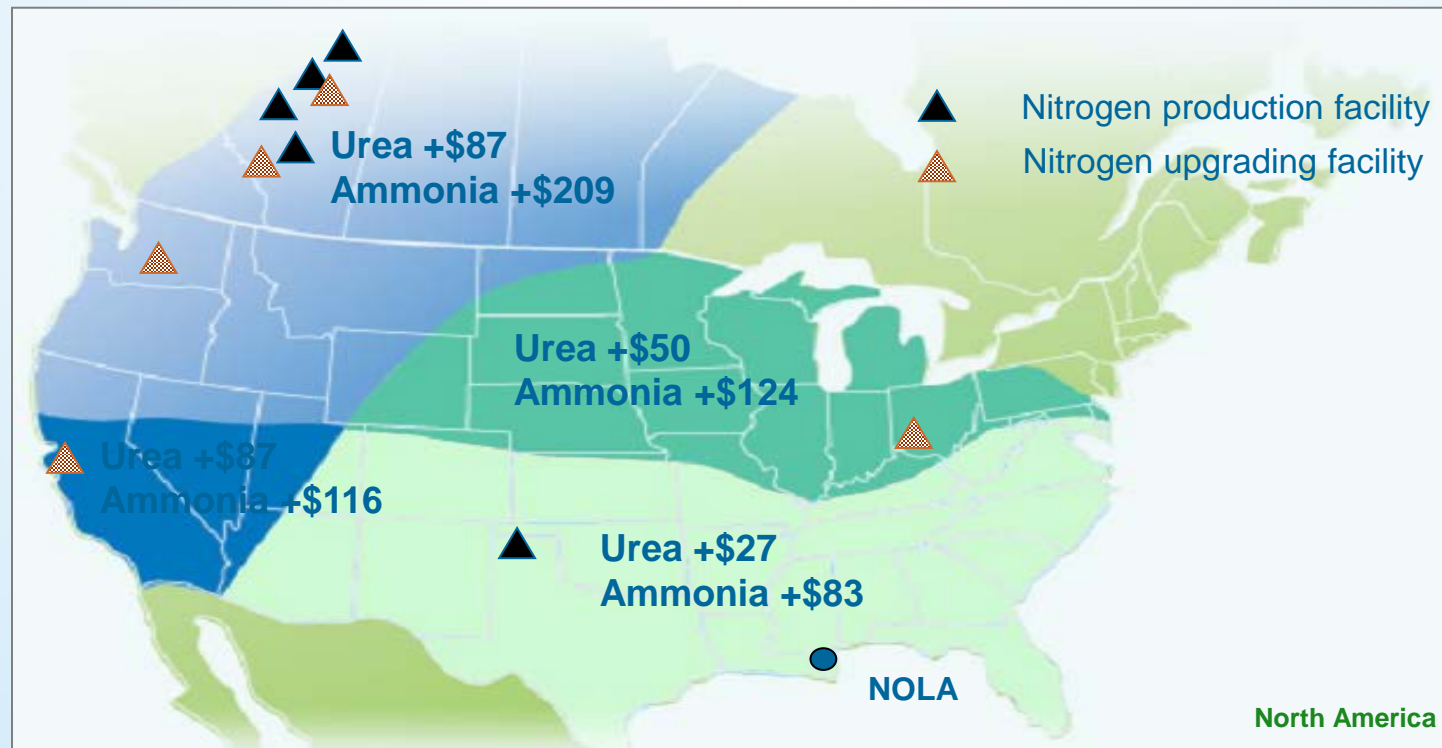 Nitrogen production facility
Nitrogen upgrading facility
Urea +$87
Ammonia +$209
Urea +$50
Ammonia +$124
Urea +$87
Ammonia +$116
Urea +$27
Ammonia +$83
NOLA
North America